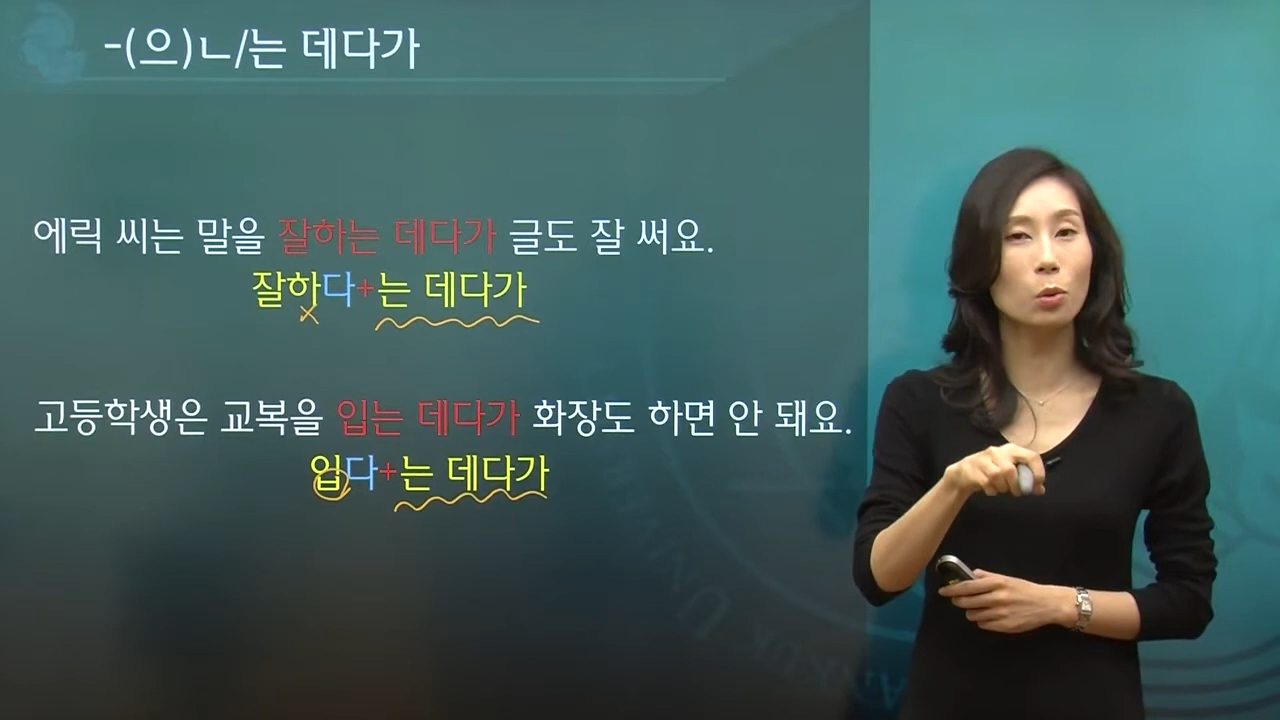 -(으)ㄴ/는 데다가
에릭 씨는 말을 잘하는 데다가 글도 잘 써요.
잘하다+는 데다가
고등학생은 교복을 입는 데다가 화장도 하면 안 돼요.
입다+는 데다가